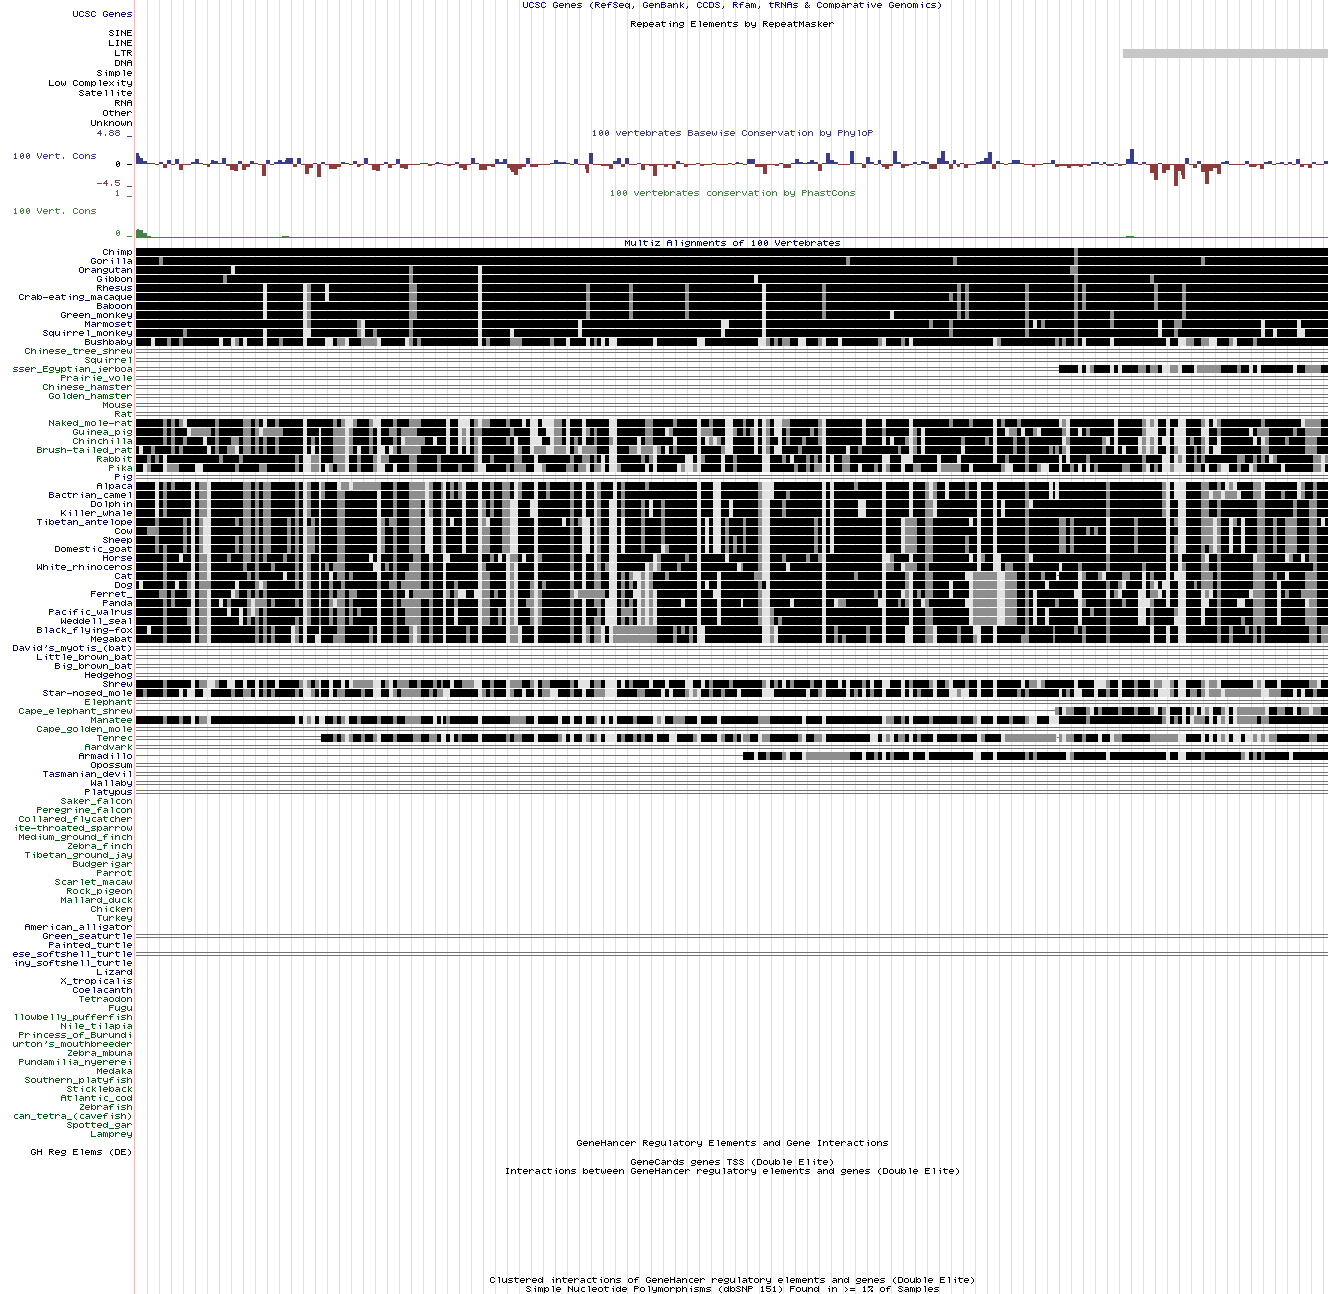 UCSC Genes (RefSeq, GenBank, CCDS, Rfam, tRNAs & Comparative Genomics)
UCSC Genes
Repeating Elements by RepeatMasker
SINE
LINE
LTR
DNA
Simple
Low Complexity
Satellite
RNA
Other
Unknown
4.88 _
100 vertebrates Basewise Conservation by PhyloP
100 Vert. Cons
0 _
-4.5 _
100 vertebrates conservation by PhastCons
1 _
100 Vert. Cons
0 _
Multiz Alignments of 100 Vertebrates
Chimp
Gorilla
Orangutan
Gibbon
Rhesus
Crab-eating_macaque
Baboon
Green_monkey
Marmoset
Squirrel_monkey
Bushbaby
Chinese_tree_shrew
Squirrel
sser_Egyptian_jerboa
Prairie_vole
Chinese_hamster
Golden_hamster
Mouse
Rat
Naked_mole-rat
Guinea_pig
Chinchilla
Brush-tailed_rat
Rabbit
Pika
Pig
Alpaca
Bactrian_camel
Dolphin
Killer_whale
Tibetan_antelope
Cow
Sheep
Domestic_goat
Horse
White_rhinoceros
Cat
Dog
Ferret_
Panda
Pacific_walrus
Weddell_seal
Black_flying-fox
Megabat
David's_myotis_(bat)
Little_brown_bat
Big_brown_bat
Hedgehog
Shrew
Star-nosed_mole
Elephant
Cape_elephant_shrew
Manatee
Cape_golden_mole
Tenrec
Aardvark
Armadillo
Opossum
Tasmanian_devil
Wallaby
Platypus
Saker_falcon
Peregrine_falcon
Collared_flycatcher
ite-throated_sparrow
Medium_ground_finch
Zebra_finch
Tibetan_ground_jay
Budgerigar
Parrot
Scarlet_macaw
Rock_pigeon
Mallard_duck
Chicken
Turkey
American_alligator
Green_seaturtle
Painted_turtle
ese_softshell_turtle
iny_softshell_turtle
Lizard
X_tropicalis
Coelacanth
Tetraodon
Fugu
llowbelly_pufferfish
Nile_tilapia
Princess_of_Burundi
urton's_mouthbreeder
Zebra_mbuna
Pundamilia_nyererei
Medaka
Southern_platyfish
Stickleback
Atlantic_cod
Zebrafish
can_tetra_(cavefish)
Spotted_gar
Lamprey
GeneHancer Regulatory Elements and Gene Interactions
GH Reg Elems (DE)
GeneCards genes TSS (Double Elite)
Interactions between GeneHancer regulatory elements and genes (Double Elite)
Clustered interactions of GeneHancer regulatory elements and genes (Double Elite)
Simple Nucleotide Polymorphisms (dbSNP 151) Found in >= 1% of Samples